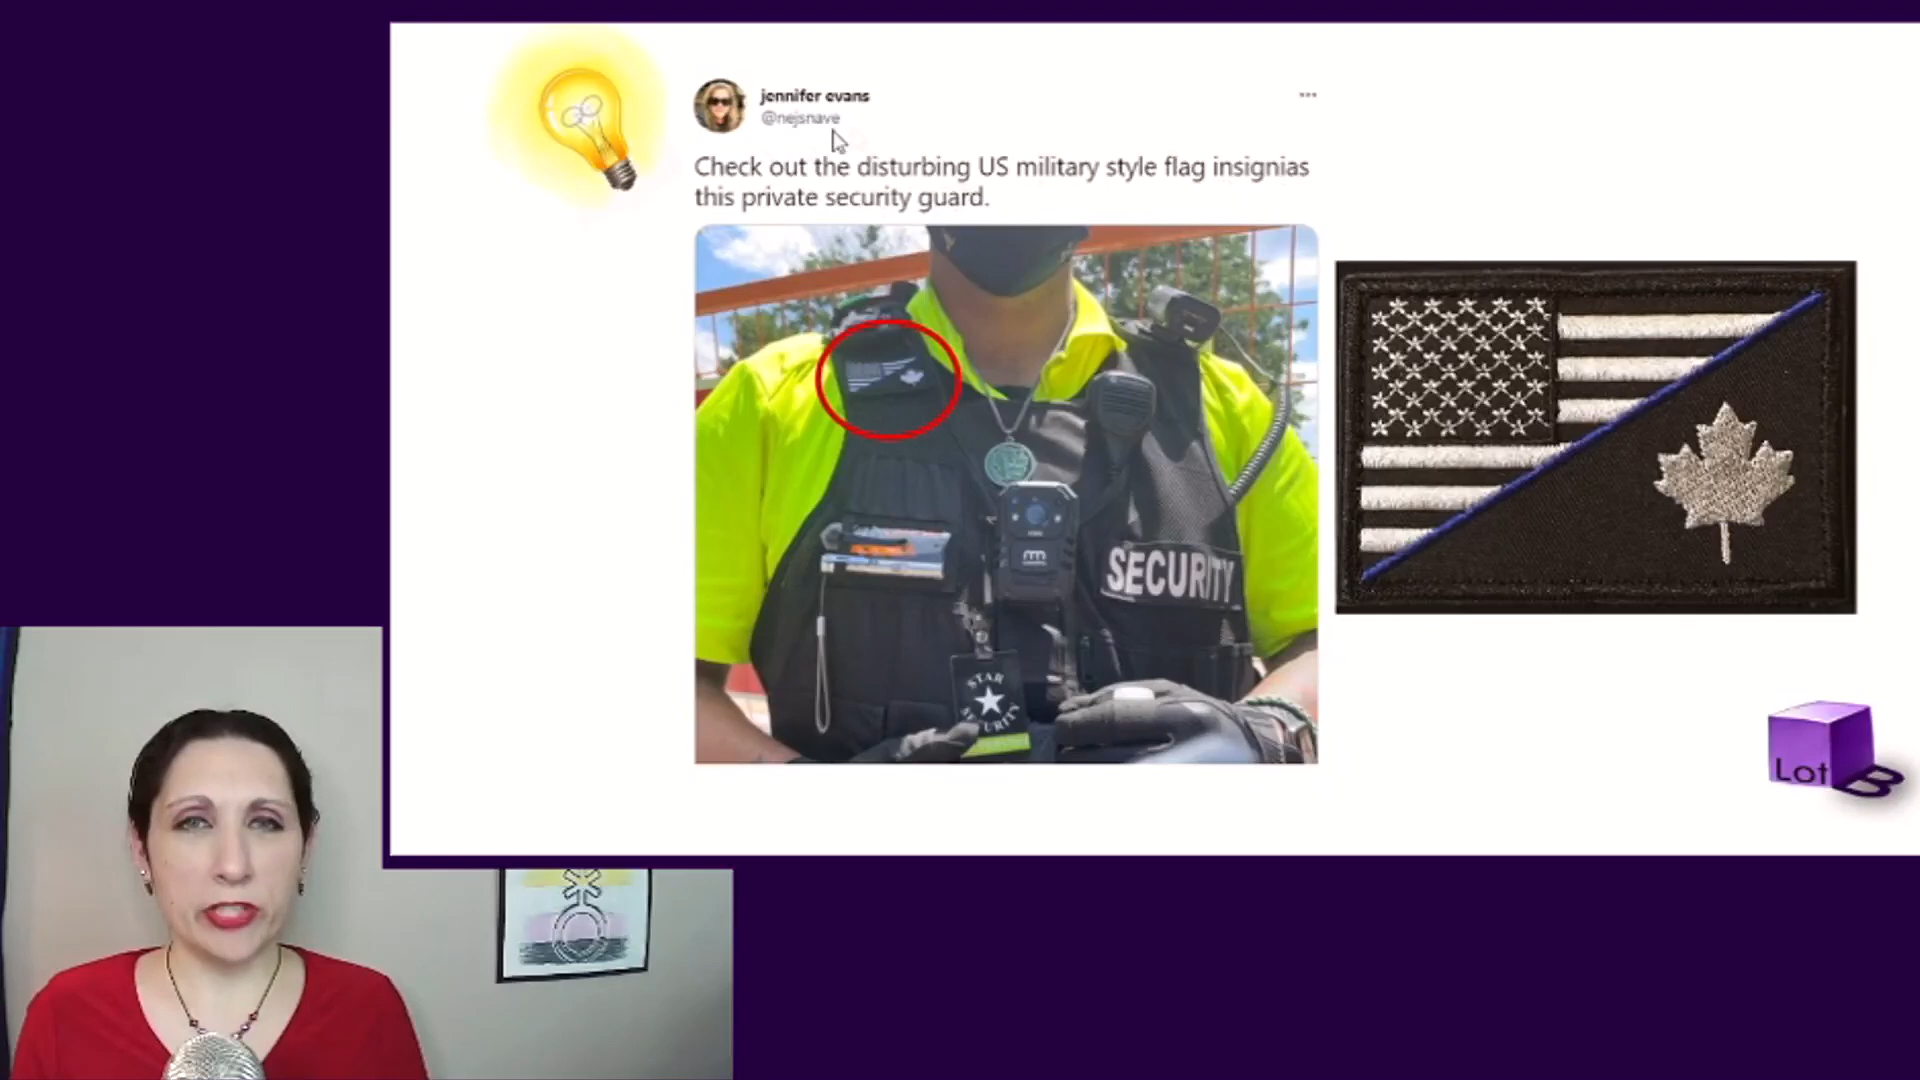 jennifer evans
@nejsnave
Check out the disturbing US military style flag insignias
this private security guard.
SECURITY
STAR
SECURITY
Lot
B